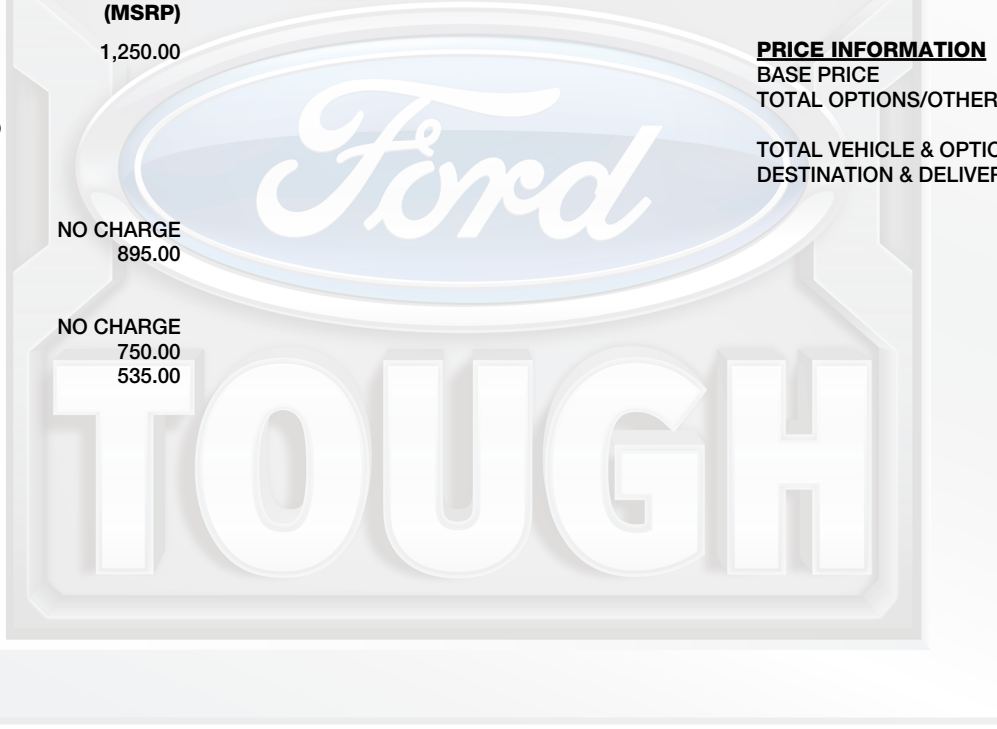 (MSRP)
1,250.00
NO CHARGE
895.00
NO CHARGE
750.00
535.00
PRICE INFORMATION
BASE PRICE
TOTAL OPTIONS/OTHER
TOTAL VEHICLE & OPTIO
DESTINATION & DELIVER
Ford
TOUGH